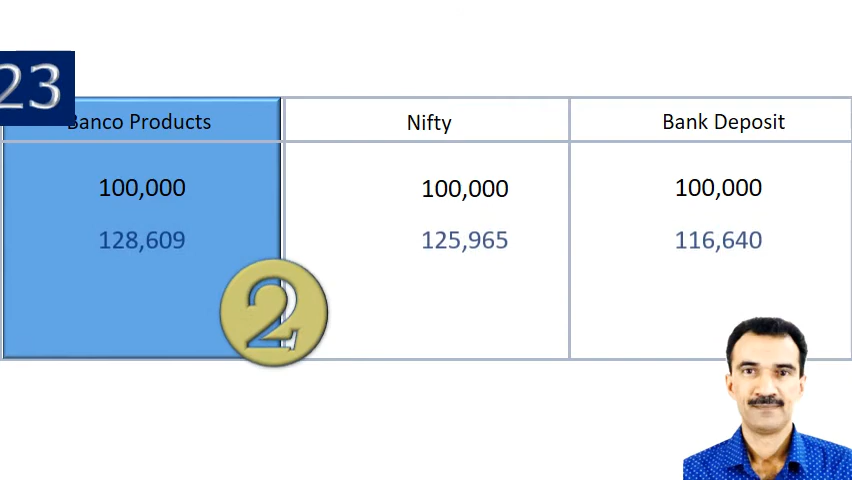 23
Banco Products Nifty Bank Deposit
100,000 100,000 100,000
128,609 125,965 116,640
2